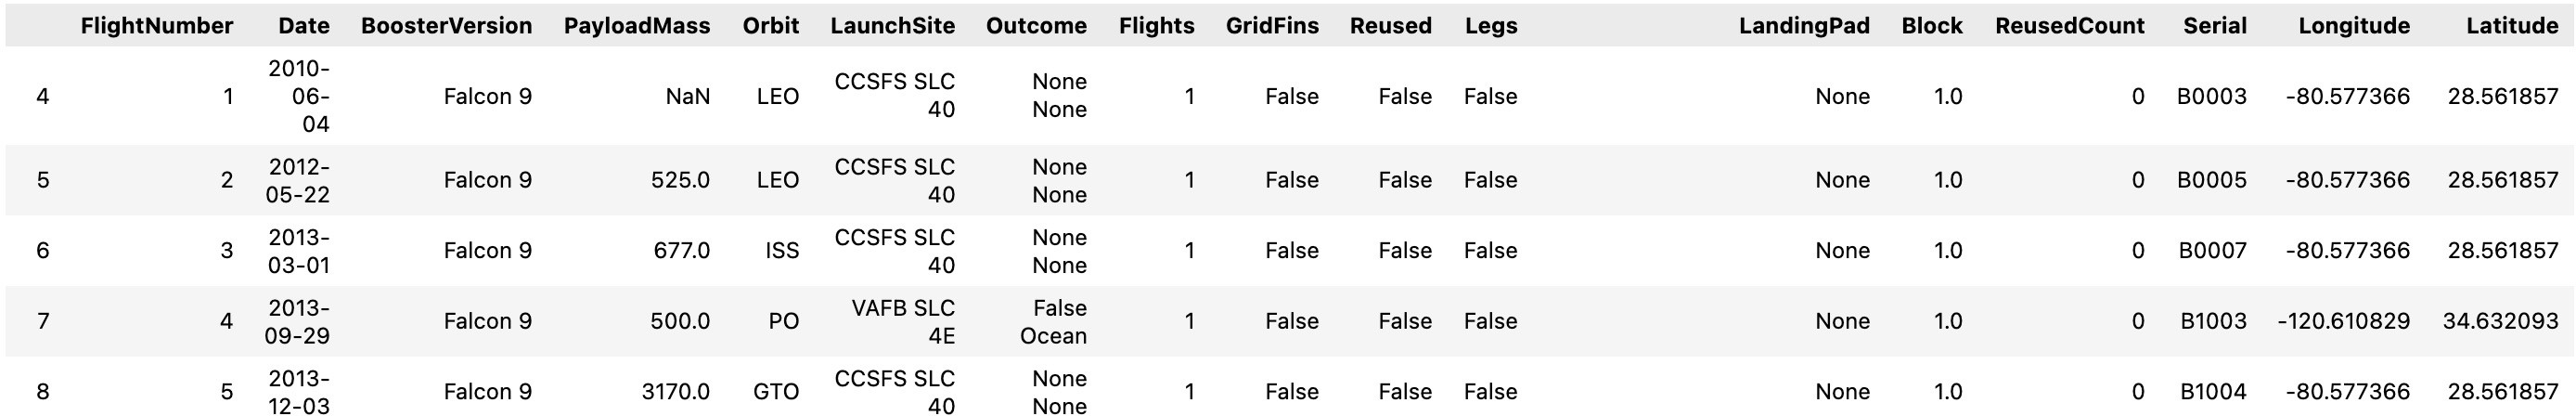 FlightNumber Date BoosterVersion PayloadMass Orbit LaunchSite Outcome Flights GridFins Reused Legs LandingPad Block ReusedCount Serial Longitude Latitude
4 1 2010-06-04 Falcon 9 NaN LEO CCSFS SLC 40 None None 1 False False False None 1.0 0 B0003 -80.577366 28.561857
5 2 2012-05-22 Falcon 9 525.0 LEO CCSFS SLC 40 None None 1 False False False None 1.0 0 B0005 -80.577366 28.561857
6 3 2013-03-01 Falcon 9 677.0 ISS CCSFS SLC 40 None None 1 False False False None 1.0 0 B0007 -80.577366 28.561857
7 4 2013-09-29 Falcon 9 500.0 PO VAFB SLC 4E False Ocean 1 False False False None 1.0 0 B1003 -120.610829 34.632093
8 5 2013-12-03 Falcon 9 3170.0 GTO CCSFS SLC 40 None None 1 False False False None 1.0 0 B1004 -80.577366 28.561857